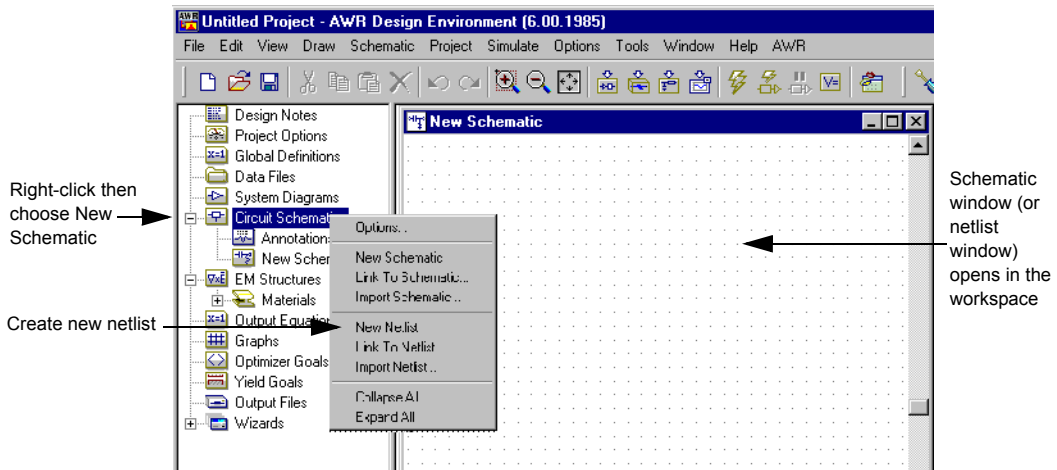 Untitled Project - AWR Design Environment (6.00.1985)
File Edit View Draw Schematic Project Simulate Options Tools Window Help AWR
Design Notes
Project Options
Global Definitions
Data Files
System Diagrams
Circuit Schemati
Annotation
New Scher
EM Structures
Materials
Output Equation
Graphs
Optimizer Goals
Yield Goals
Output Files
Wizards
New Schematic
Options...
New Schematic
Link To Schematic...
Import Schematic...
New Netlist
Link To Netlist
Import Netlist...
Collapse All
Expand All
Right-click then
choose New
Schematic
Create new netlist
Schematic
window (or
netlist
window)
opens in the
workspace